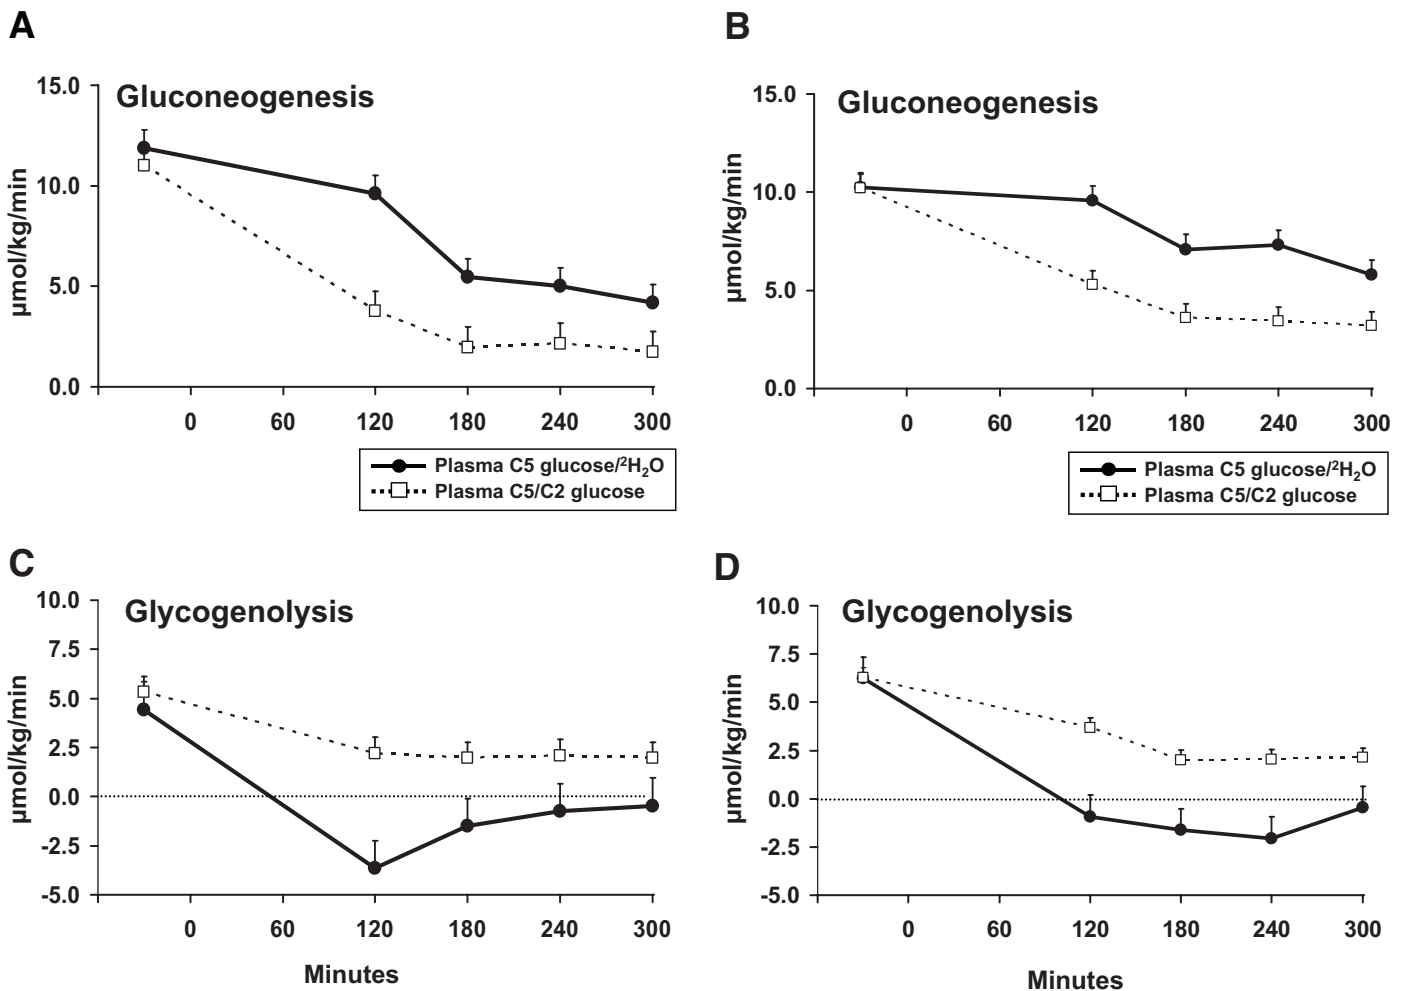 A
Gluconeogenesis
µmol/kg/min
15.0
10.0
5.0
0.0
0 60 120 180 240 300
Plasma C5 glucose/²H₂O
Plasma C5/C2 glucose
B
Gluconeogenesis
µmol/kg/min
15.0
10.0
5.0
0.0
0 60 120 180 240 300
Plasma C5 glucose/²H₂O
Plasma C5/C2 glucose
C
Glycogenolysis
µmol/kg/min
10.0
7.5
5.0
2.5
0.0
-2.5
-5.0
0 60 120 180 240 300
Minutes
D
Glycogenolysis
µmol/kg/min
10.0
7.5
5.0
2.5
0.0
-2.5
-5.0
0 60 120 180 240 300
Minutes